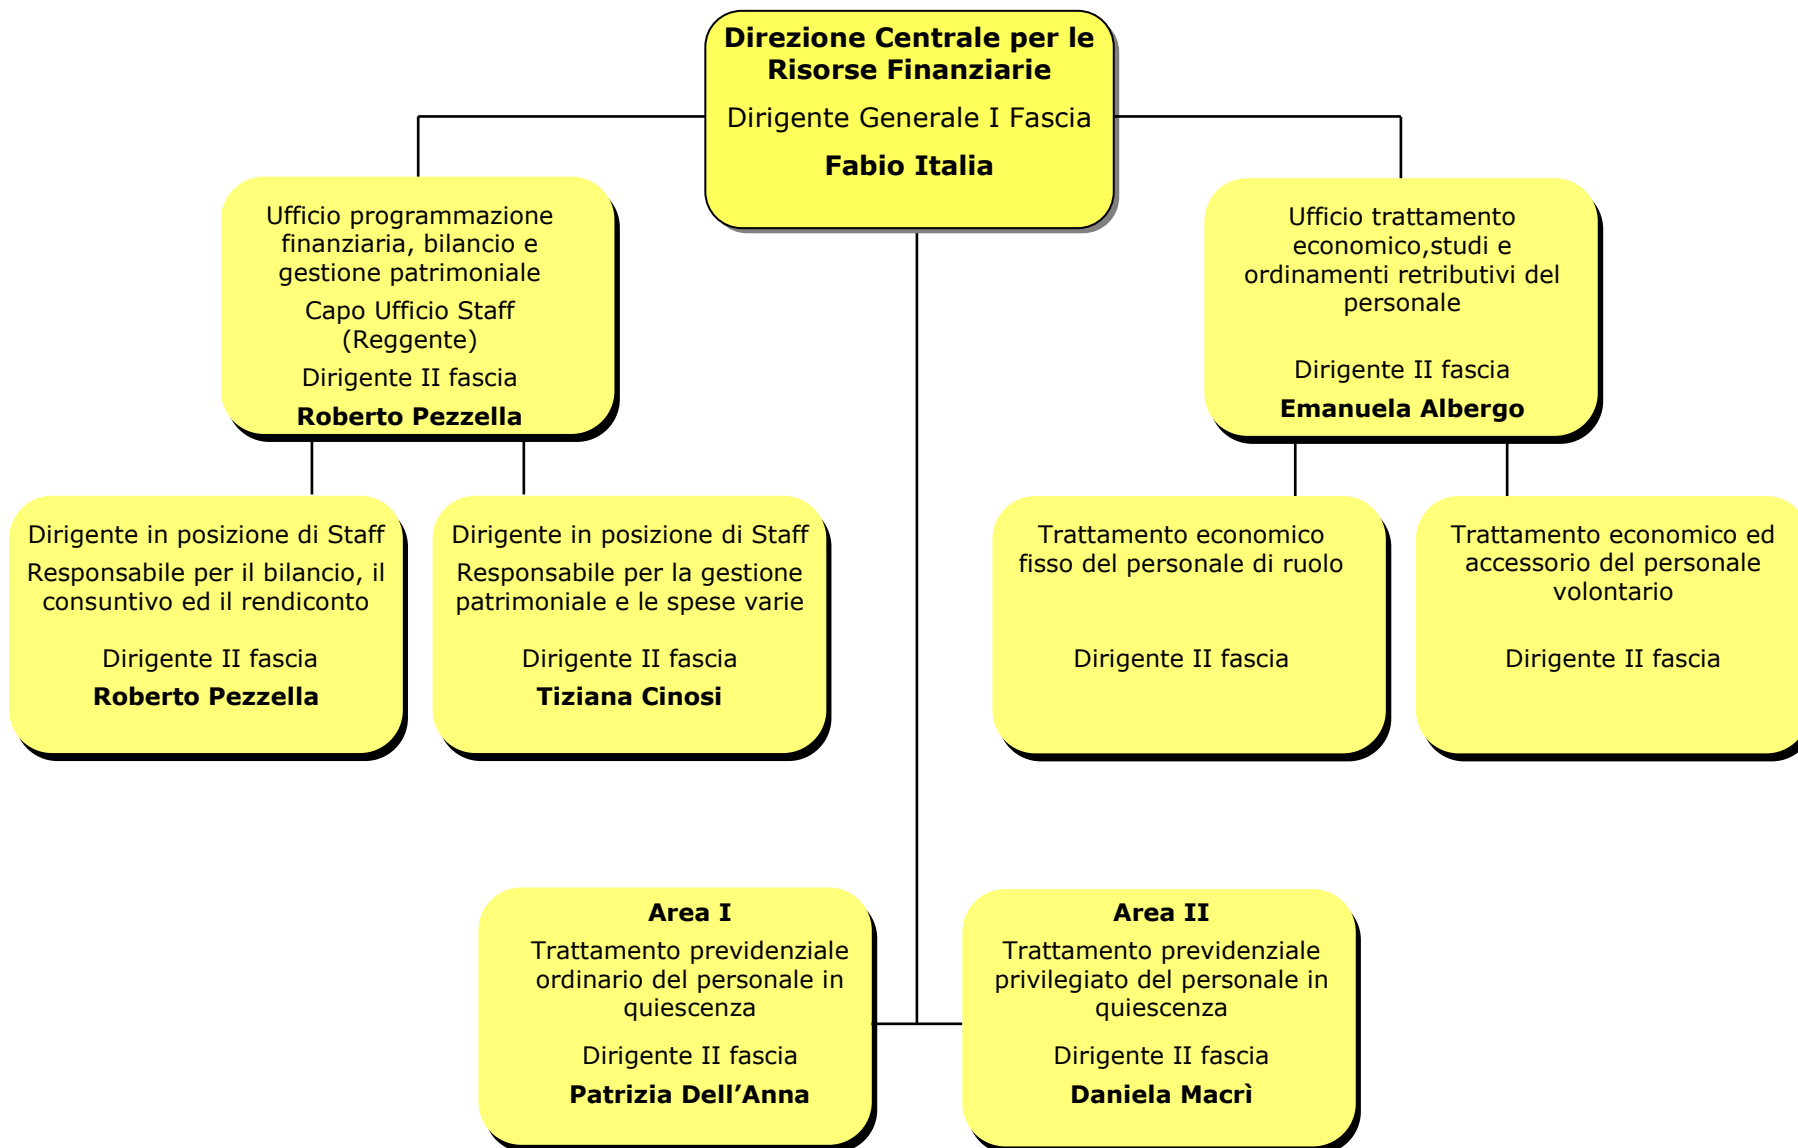 Direzione Centrale per le
Risorse Finanziarie
Dirigente Generale I Fascia
Fabio Italia
Ufficio programmazione
finanziaria, bilancio e
gestione patrimoniale
Capo Ufficio Staff
(Reggente)
Dirigente II fascia
Roberto Pezzella
Ufficio trattamento
economico,studi e
ordinamenti retributivi del
personale
Dirigente II fascia
Emanuela Albergo
Dirigente in posizione di Staff
Responsabile per il bilancio, il
consuntivo ed il rendiconto
Dirigente II fascia
Roberto Pezzella
Dirigente in posizione di Staff
Responsabile per la gestione
patrimoniale e le spese varie
Dirigente II fascia
Tiziana Cinosi
Trattamento economico
fisso del personale di ruolo
Dirigente II fascia
Trattamento economico ed
accessorio del personale
volontario
Dirigente II fascia
Area I
Trattamento previdenziale
ordinario del personale in
quiescenza
Dirigente II fascia
Patrizia Dell’Anna
Area II
Trattamento previdenziale
privilegiato del personale in
quiescenza
Dirigente II fascia
Daniela Macrì